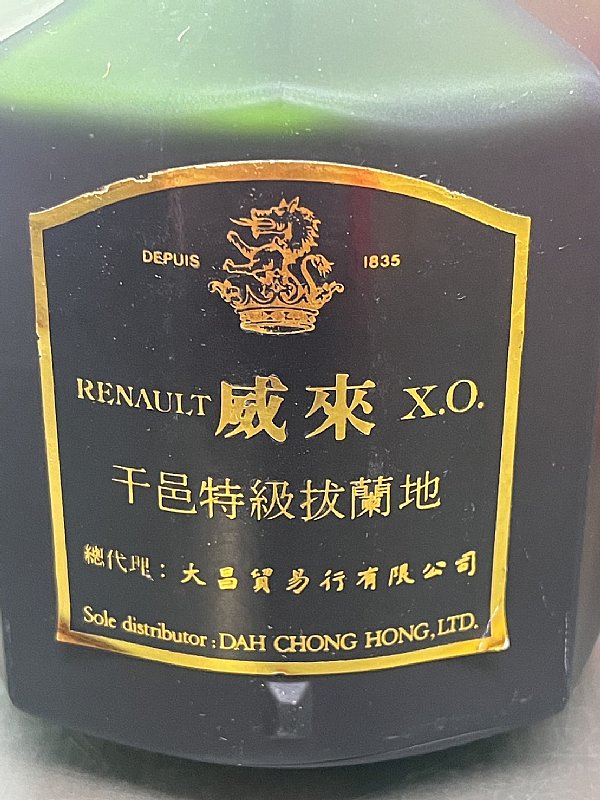 DEPUIS 1835
RENAULT 威來 X.O.
干邑特級拔蘭地
總代理：大昌貿易行有限公司
Sole distributor: DAH CHONG HONG, LTD.